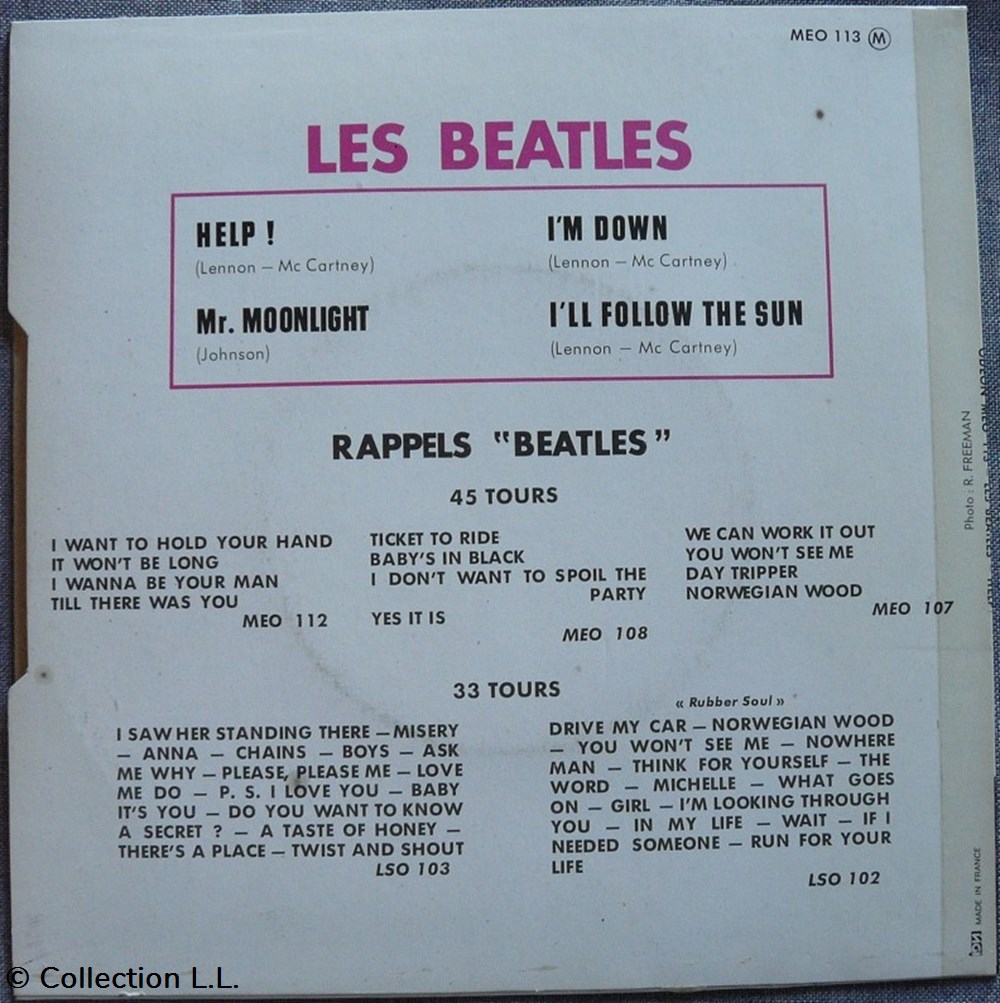 MEO 113 M
LES BEATLES
HELP !
(Lennon – Mc Cartney)
Mr. MOONLIGHT
(Johnson)
I'M DOWN
(Lennon – Mc Cartney)
I'LL FOLLOW THE SUN
(Lennon – Mc Cartney)
RAPPELS "BEATLES"
45 TOURS
I WANT TO HOLD YOUR HAND
IT WON'T BE LONG
I WANNA BE YOUR MAN
TILL THERE WAS YOU
MEO 112
TICKET TO RIDE
BABY'S IN BLACK
I DON'T WANT TO SPOIL THE
PARTY
YES IT IS
MEO 108
WE CAN WORK IT OUT
YOU WON'T SEE ME
DAY TRIPPER
NORWEGIAN WOOD
MEO 107
33 TOURS
I SAW HER STANDING THERE – MISERY
– ANNA – CHAINS – BOYS – ASK
ME WHY – PLEASE, PLEASE ME – LOVE
ME DO – P. S. I LOVE YOU – BABY
IT'S YOU – DO YOU WANT TO KNOW
A SECRET ? – A TASTE OF HONEY –
THERE'S A PLACE – TWIST AND SHOUT
LSO 103
« Rubber Soul »
DRIVE MY CAR – NORWEGIAN WOOD
– YOU WON'T SEE ME – NOWHERE
MAN – THINK FOR YOURSELF – THE
WORD – MICHELLE – WHAT GOES
ON – GIRL – I'M LOOKING THROUGH
YOU – IN MY LIFE – WAIT – IF I
NEEDED SOMEONE – RUN FOR YOUR
LIFE
LSO 102
Photo : R. FREEMAN
MADE IN FRANCE
© Collection L.L.